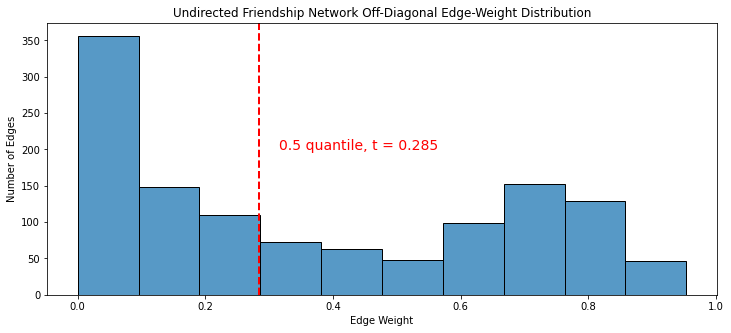 Undirected Friendship Network Off-Diagonal Edge-Weight Distribution
350
300
250
200
150
100
50
0
Number of Edges
0.5 quantile, t = 0.285
0.0 0.2 0.4 0.6 0.8 1.0
Edge Weight